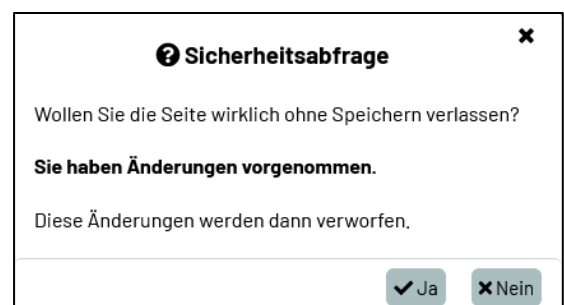 Sicherheitsabfrage
Wollen Sie die Seite wirklich ohne Speichern verlassen?
Sie haben Änderungen vorgenommen.
Diese Änderungen werden dann verworfen.
Ja Nein